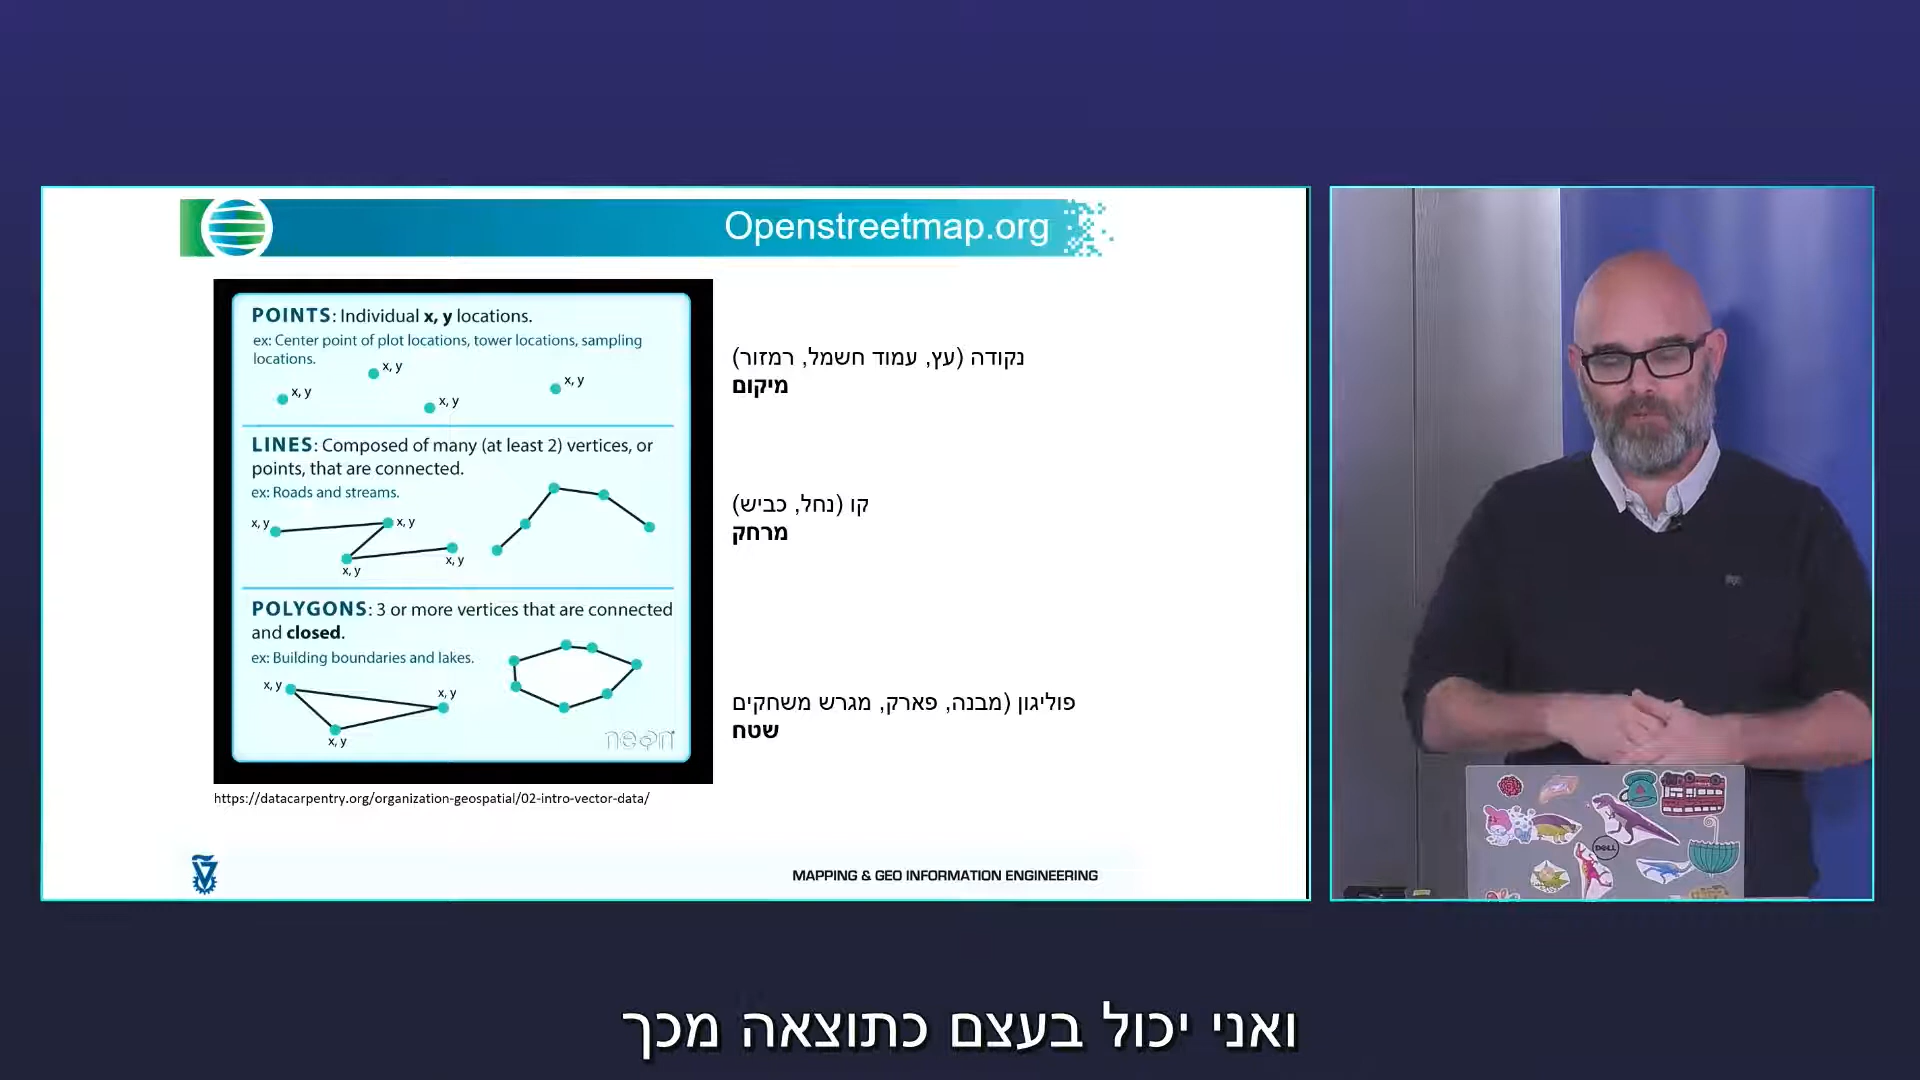 Openstreetmap.org
POINTS: Individual x, y locations.
ex: Center point of plot locations, tower locations, sampling
locations.
x, y
x, y
x, y
x, y
LINES: Composed of many (at least 2) vertices, or
points, that are connected.
ex: Roads and streams.
x, y
x, y
x, y
x, y
POLYGONS: 3 or more vertices that are connected
and closed.
ex: Building boundaries and lakes.
x, y
x, y
x, y
neon
https://datacarpentry.org/organization-geospatial/02-intro-vector-data/
נקודה (עץ, עמוד חשמל, רמזור)
מיקום
קו (נחל, כביש)
מרחק
פוליגון (מבנה, פארק, מגרש משחקים
שטח
MAPPING & GEO INFORMATION ENGINEERING
DELL
ואני יכול בעצם כתוצאה מכך